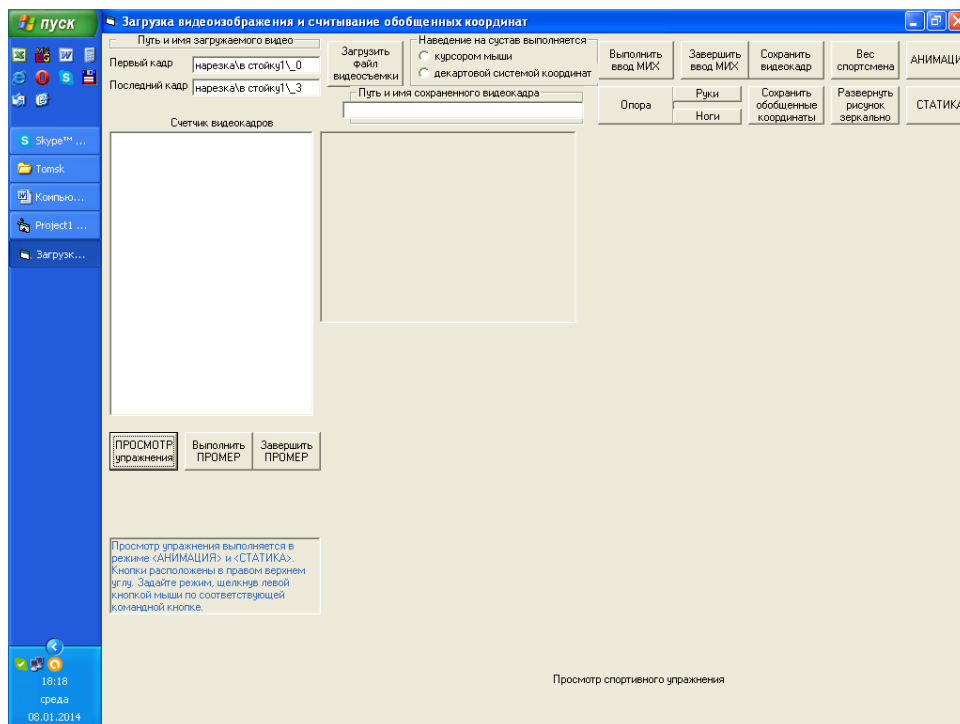 пуск
Загрузка видеоизображения и считывание обобщенных координат
Путь и имя загружаемого видео
Первый кадр
нарезка\в стойку1\_0
Последний кадр
нарезка\в стойку1\_3
Загрузить
файл
видеосъемки
Наведение на сустав выполняется
курсором мыши
декартовой системой координат
Выполнить
ввод МИХ
Завершить
ввод МИХ
Сохранить
видеокадр
Вес
спортсмена
АНИМАЦИ
Путь и имя сохраненного видеокадра
Опора
Руки
Ноги
Сохранить
обобщенные
координаты
Развернуть
рисунок
зеркально
СТАТИКА
Счетчик видеокадров
Skype™ ...
Tomsk
Компью...
Project1 ...
Загрузк...
ПРОСМОТР
упражнения
Выполнить
ПРОМЕР
Завершить
ПРОМЕР
Просмотр упражнения выполняется в
режиме <АНИМАЦИЯ> и <СТАТИКА>.
Кнопки расположены в правом верхнем
углу. Задайте режим, щелкнув левой
кнопкой мыши по соответствующей
командной кнопке.
Просмотр спортивного упражнения
18:18
среда
08.01.2014